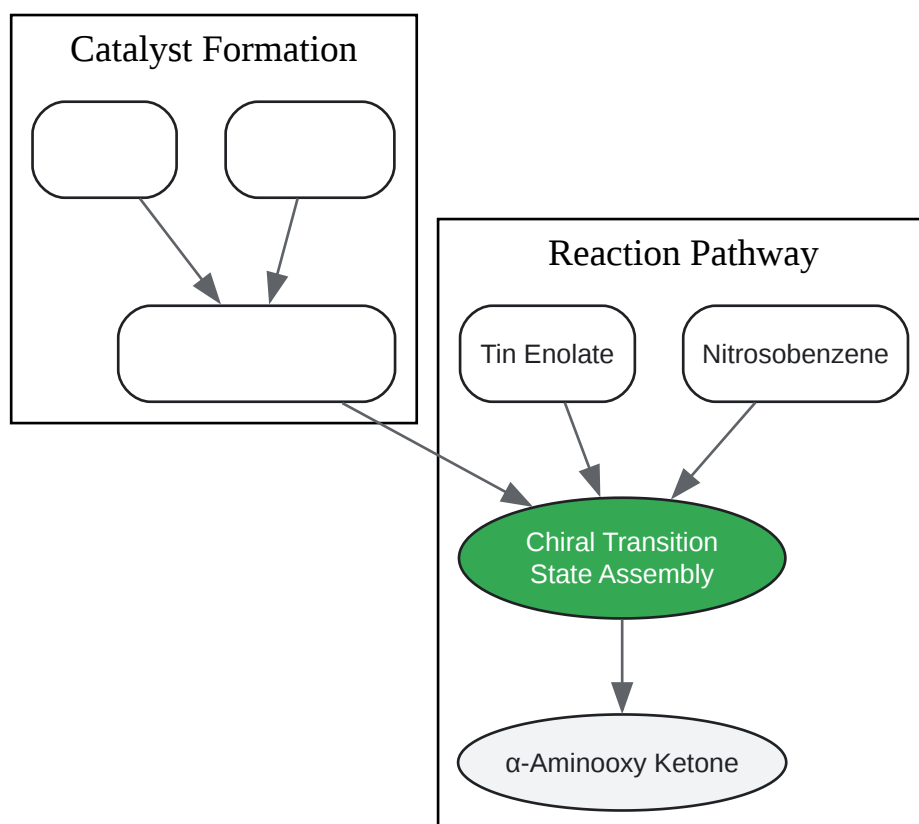 Catalyst Formation
Reaction Pathway
Tin Enolate
Nitrosobenzene
Chiral Transition
State Assembly
α-Aminooxy Ketone